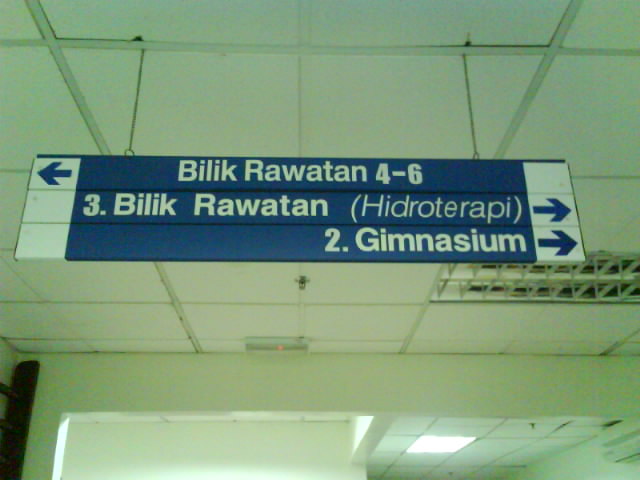 Bilik Rawatan 4-6
3. Bilik Rawatan (Hidroterapi)
2. Gimnasium